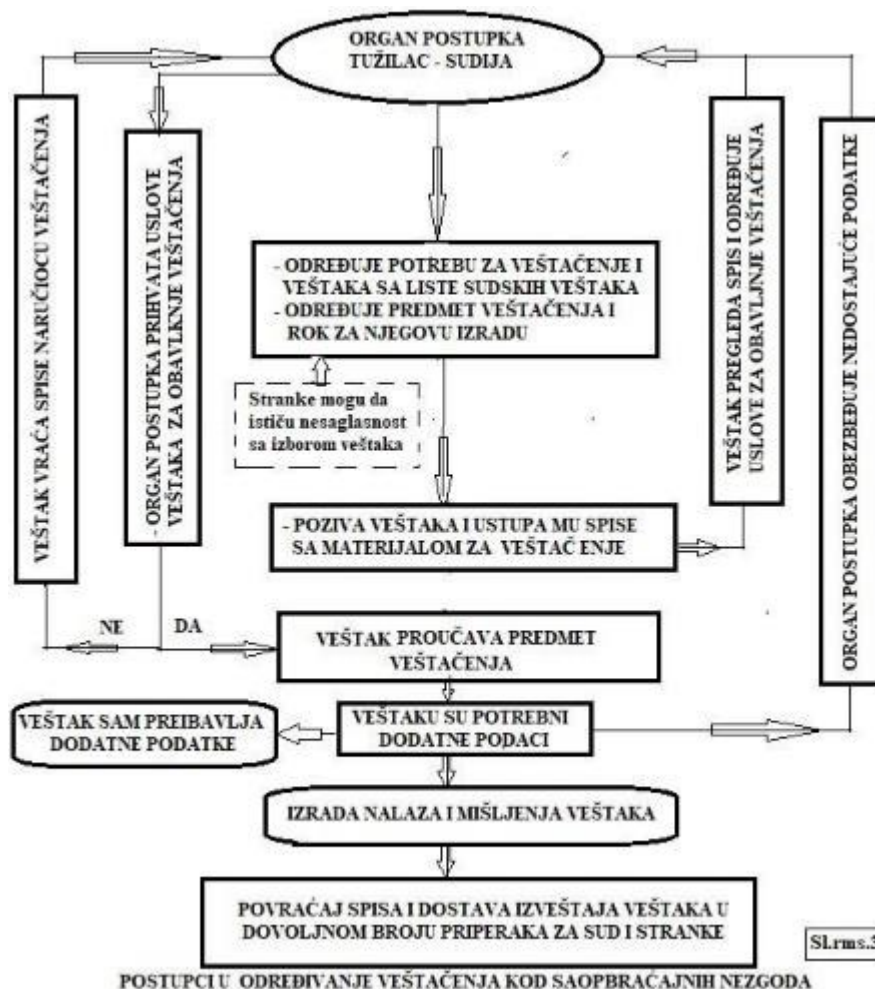 ORGAN POSTUPKA
TUŽILAC - SUDIJA
VEŠTAK VRAĆA SPISE NARUČIOCU VEŠTAČENJA
- ORGAN POSTUPKA PRIHVATA USLOVE
VEŠTAKA ZA OBAVLKNJE VEŠTAČENJA
- ODREĐUJE POTREBU ZA VEŠTAČENJE I
VEŠTAKA SA LISTE SUDSKIH VEŠTAKA
- ODREĐUJE PREDMET VEŠTAČENJA I
ROK ZA NJEGOVU IZRADU
Stranke mogu da
ističu nesaglasnost
sa izborom veštaka
VEŠTAK PREGLEDA SPIS I ODREĐUJE
USLOVE ZA OBAVLJNJE VEŠTAČENJA
ORGAN POSTUPKA OBEZBEĐUJE NEDOSTAJUĆE PODATKE
- POZIVA VEŠTAKA I USTUPA MU SPISE
SA MATERIJALOM ZA VEŠTAČ ENJE
NE
DA
VEŠTAK PROUČAVA PREDMET
VEŠTAČENJA
VEŠTAK SAM PREIBAVLJA
DODATNE PODATKE
VEŠTAKU SU POTREBNI
DODATNE PODACI
IZRADA NALAZA I MIŠLJENJA VEŠTAKA
POVRAĆAJ SPISA I DOSTAVA IZVEŠTAJA VEŠTAKA U
DOVOLJNOM BROJU PRIPERAKA ZA SUD I STRANKE
Sl.rms.3
POSTUPCI U ODREĐIVANJE VEŠTAČENJA KOD SAOPBRAĆAJNIH NEZGODA